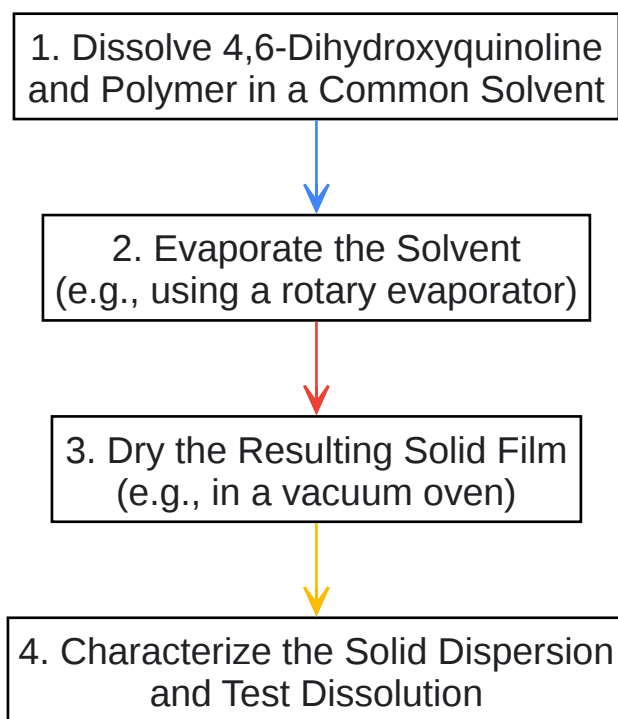 1. Dissolve 4,6-Dihydroxyquinoline
and Polymer in a Common Solvent
2. Evaporate the Solvent
(e.g., using a rotary evaporator)
3. Dry the Resulting Solid Film
(e.g., in a vacuum oven)
4. Characterize the Solid Dispersion
and Test Dissolution